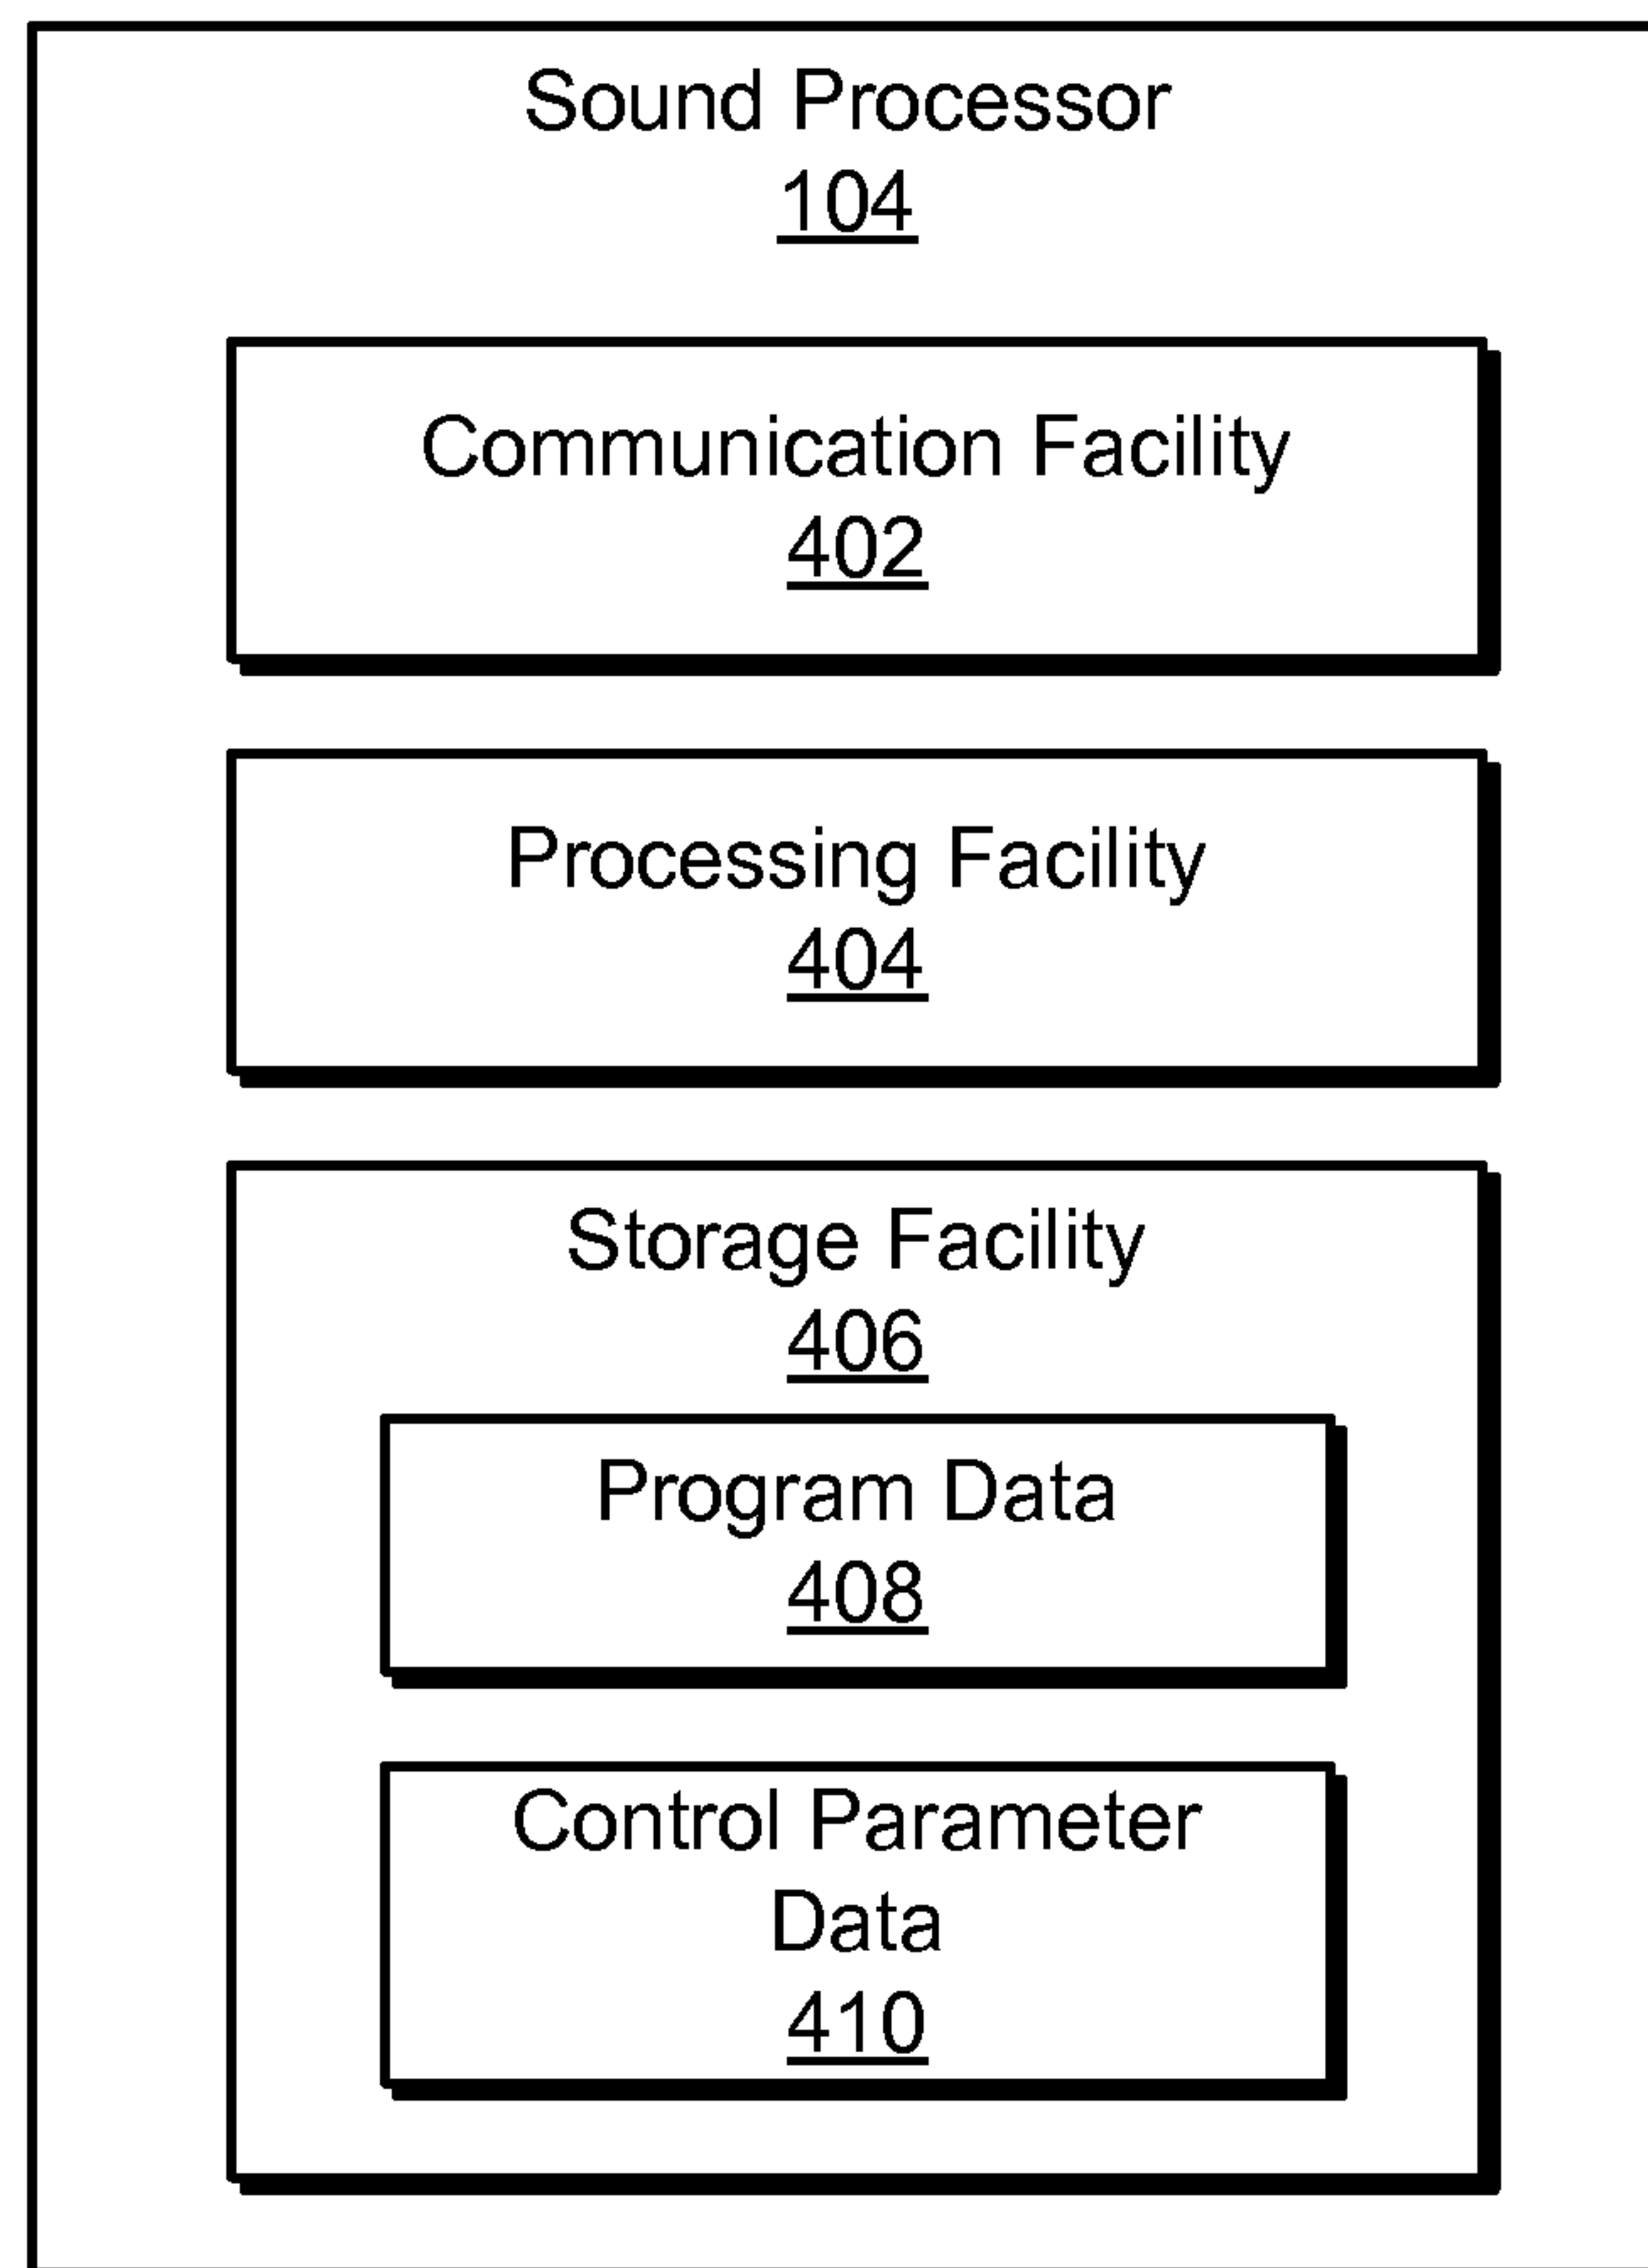 Sound Processor
104
Communication Facility
402
Processing Facility
404
Storage Facility
406
Program Data
408
Control Parameter
Data
410